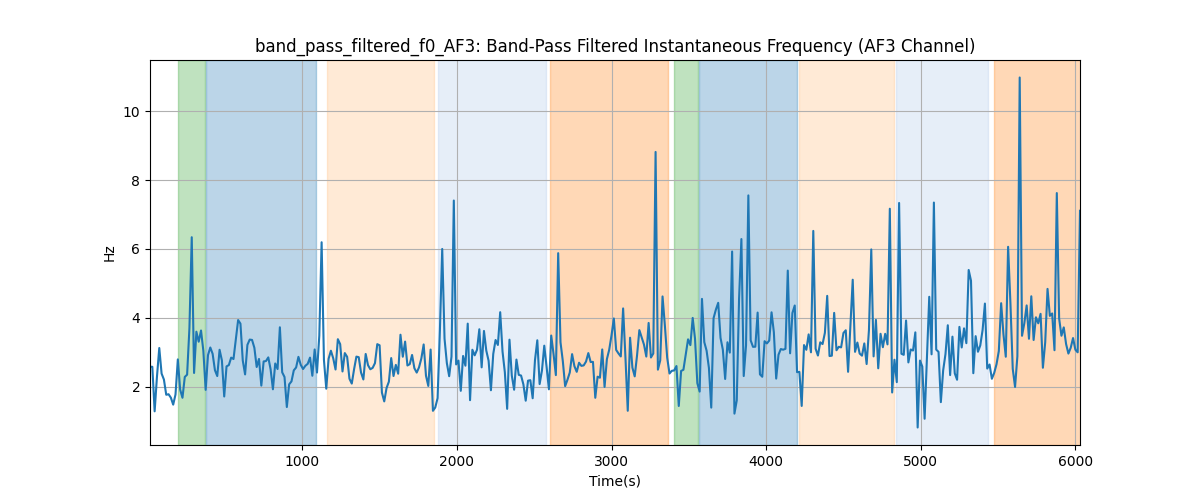 band_pass_filtered_f0_AF3: Band-Pass Filtered Instantaneous Frequency (AF3 Channel)
10
8
6
4
2
Hz
1000 2000 3000 4000 5000 6000
Time(s)